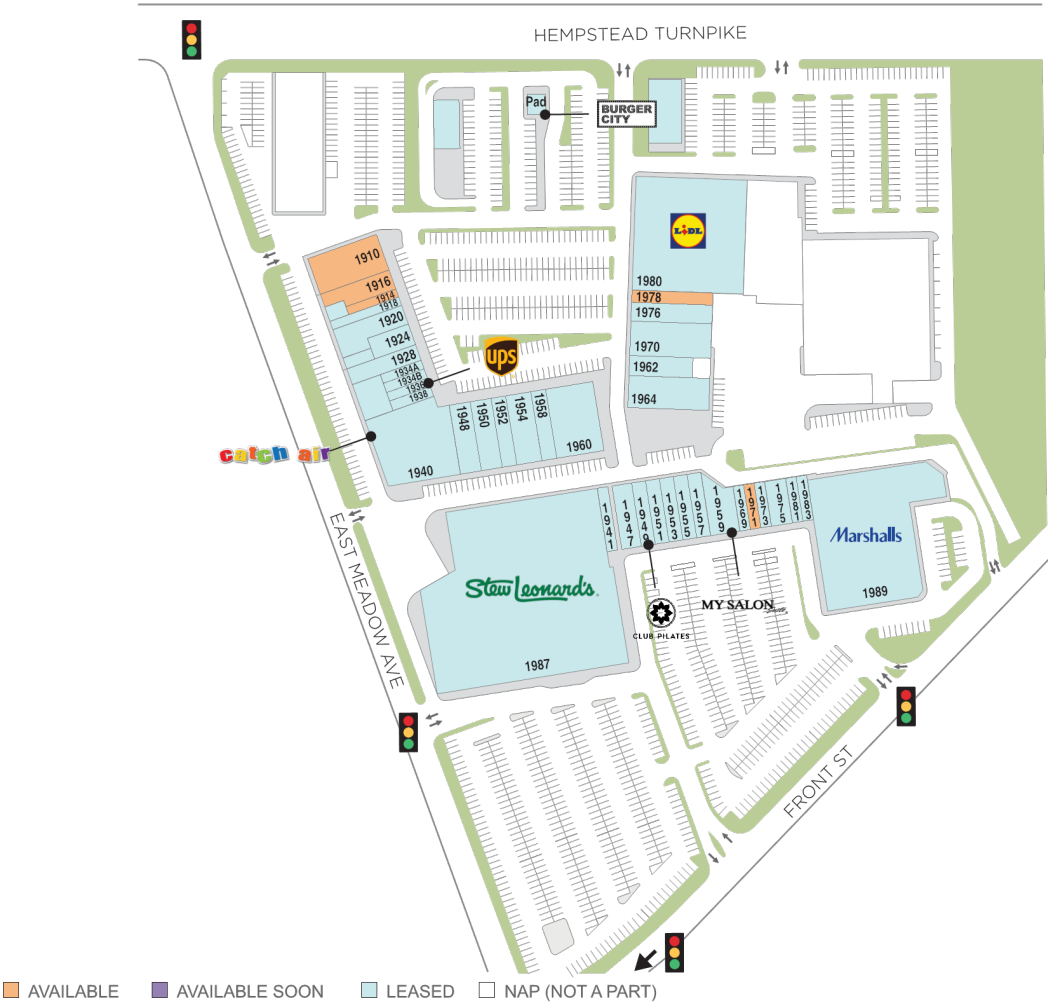 HEMPSTEAD TURNPIKE
Pad
BURGER
CITY
LiDL
1910
1916
1914
1918
1920
1924
1928
1934A
1934B
1936
1938
ups
1980
1978
1976
1970
1962
1964
catch air
1940
1948
1950
1952
1954
1958
1960
EAST MEADOW AVE
1941
1947
1949
1951
1953
1955
1957
1959
1969
1971
1973
1975
1981
1983
Marshalls
1989
Stew Leonard's.
1987
CLUB PILATES
MY SALON
FRONT ST
AVAILABLE
AVAILABLE SOON
LEASED
NAP (NOT A PART)